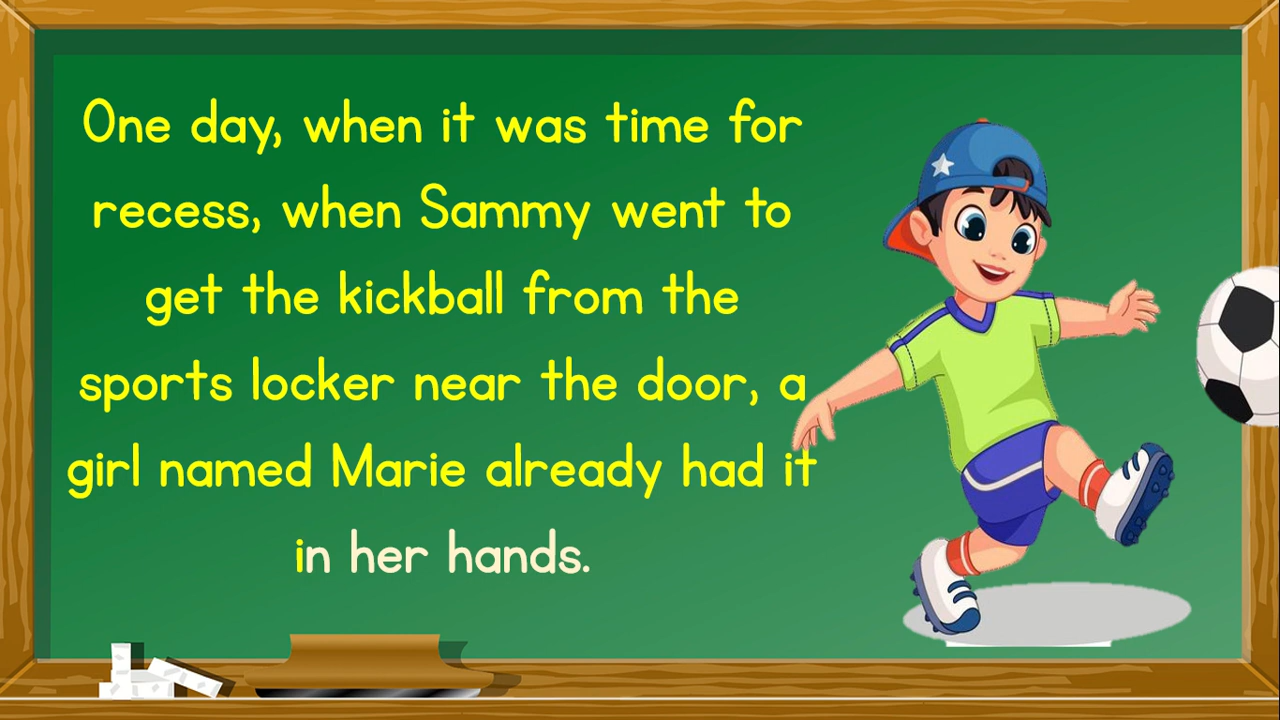 One day, when it was time for
recess, when Sammy went to
get the kickball from the
sports locker near the door, a
girl named Marie already had it
in her hands.